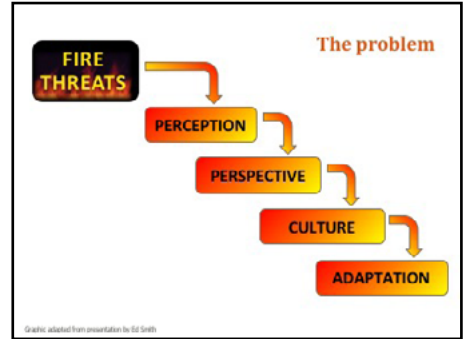 The problem
FIRE
THREATS
PERCEPTION
PERSPECTIVE
CULTURE
ADAPTATION
Graphic adapted from presentation by Ed Smith